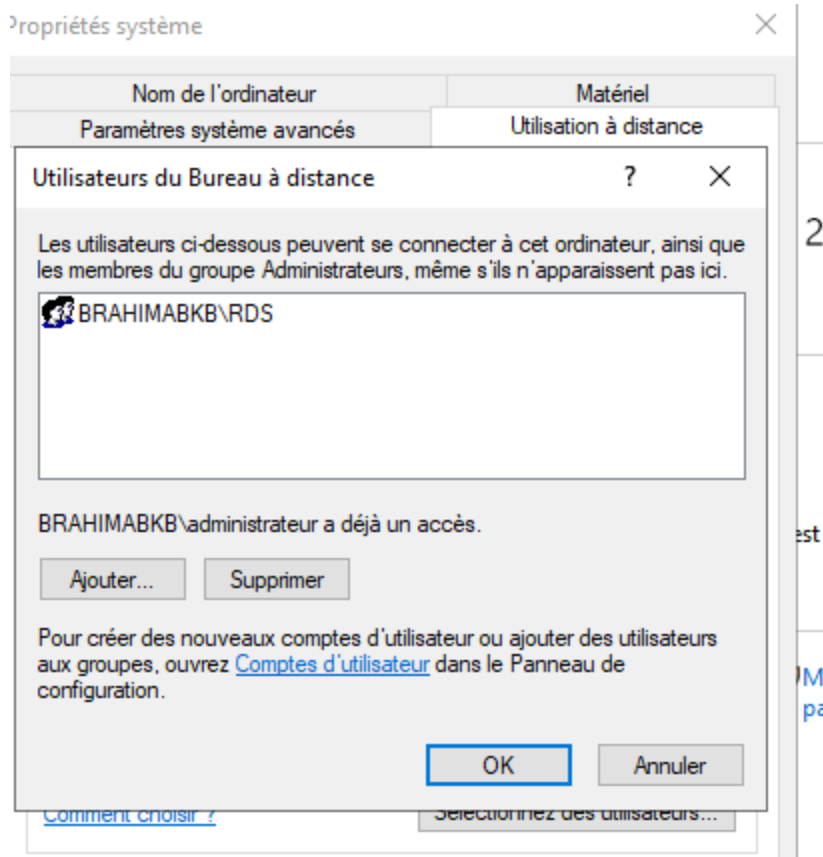 Propriétés système
Nom de l'ordinateur
Matériel
Paramètres système avancés
Utilisation à distance
Utilisateurs du Bureau à distance
?
2
Les utilisateurs ci-dessous peuvent se connecter à cet ordinateur, ainsi que
les membres du groupe Administrateurs, même s'ils n'apparaissent pas ici.
BRAHIMABKB\RDS
BRAHIMABKB\administrateur a déjà un accès.
est
Ajouter...
Supprimer
Pour créer des nouveaux comptes d'utilisateur ou ajouter des utilisateurs
aux groupes, ouvrez Comptes d'utilisateur dans le Panneau de
configuration.
M
pa
OK
Annuler
Comment choisir ?
Sélectionnez des utilisateurs...